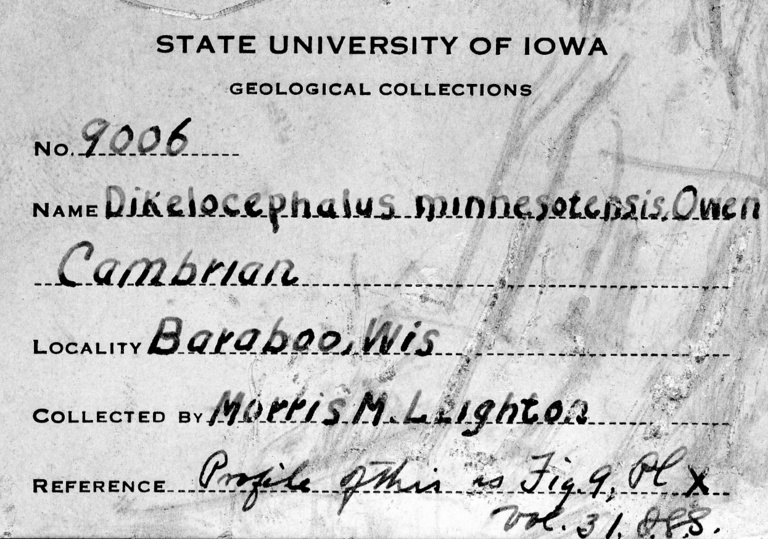 STATE UNIVERSITY OF IOWA
GEOLOGICAL COLLECTIONS
No. 9006
NAME Dikelocephalus minnesotensis, Owen
Cambrian
LOCALITY Baraboo, Wis
COLLECTED BY Morris M. Leighton
REFERENCE Profile of this is Fig. 9, Pl X
Vol. 31.